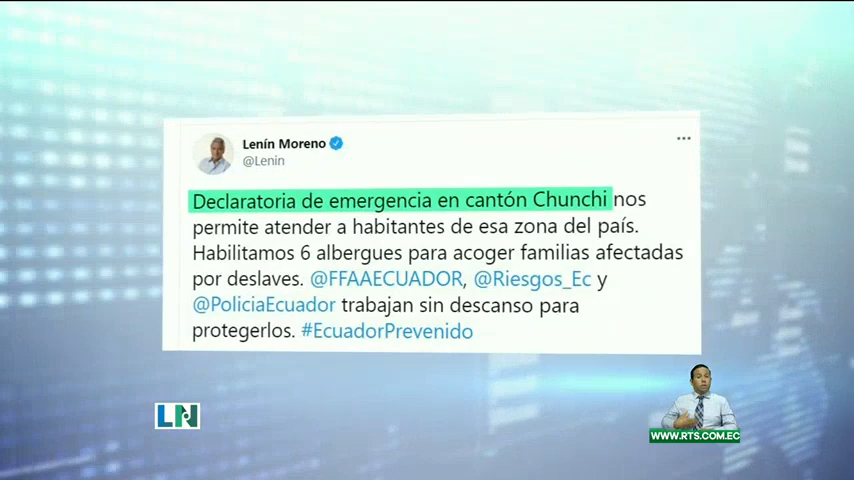 Lenín Moreno
@Lenin
Declaratoria de emergencia en cantón Chunchi nos
permite atender a habitantes de esa zona del país.
Habilitamos 6 albergues para acoger familias afectadas
por deslaves. @FFAAECUADOR, @Riesgos_Ec y
@PoliciaEcuador trabajan sin descanso para
protegerlos. #EcuadorPrevenido
LN
WWW.RTS.COM.EC